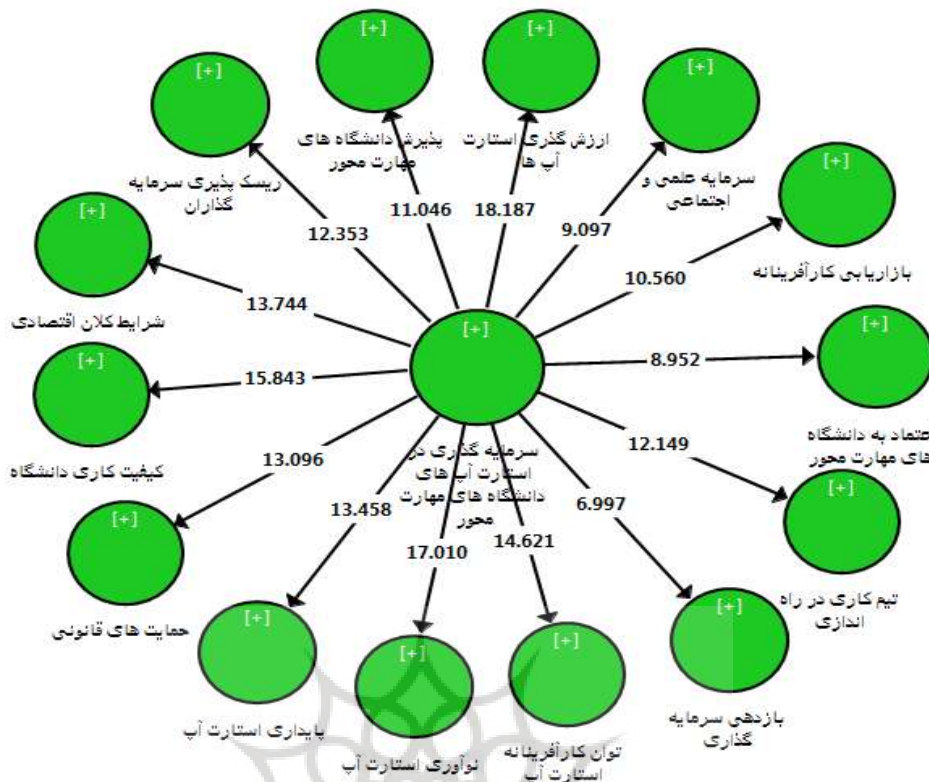 [+]
[+]
[+]
[+]
ارزش گذری استارت
آپ ها
پذیرش دانشگاه های
مهارت محور
سرمایه علمی و
اجتماعی
ریسک پذیری سرمایه
گذاران
[+]
[+]
بازاریابی کارآفرینانه
شرایط کلان اقتصادی
18.187
11.046
9.097
12.353
10.560
13.744
[+]
[+]
[+]
8.952
15.843
عتماد به دانشگاه
های مهارت محور
کیفیت کاری دانشگاه
سرمایه گذاری در
استارت آپ های
دانشگاه های مهارت
محور
12.149
13.096
6.997
13.458
14.621
17.010
[+]
[+]
تیم کاری در راه
اندازی
حمایت های قانونی
[+]
[+]
[+]
[+]
بازدهی سرمایه
گذاری
پایداری استارت آپ
توان کارآفرینانه
استارت آپ
نوآوری استارت آپ